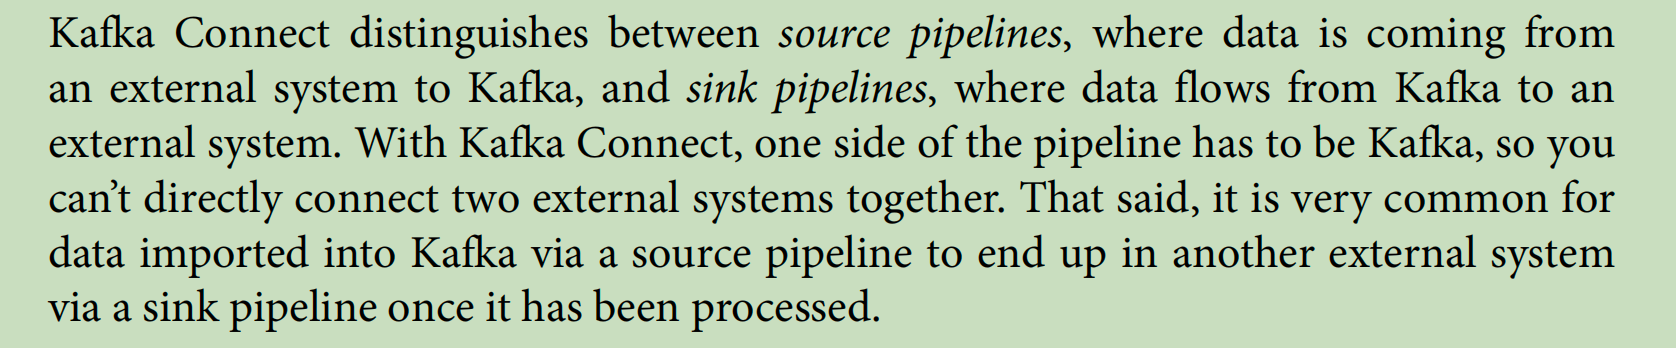 Kafka Connect distinguishes between source pipelines, where data is coming from
an external system to Kafka, and sink pipelines, where data flows from Kafka to an
external system. With Kafka Connect, one side of the pipeline has to be Kafka, so you
can’t directly connect two external systems together. That said, it is very common for
data imported into Kafka via a source pipeline to end up in another external system
via a sink pipeline once it has been processed.